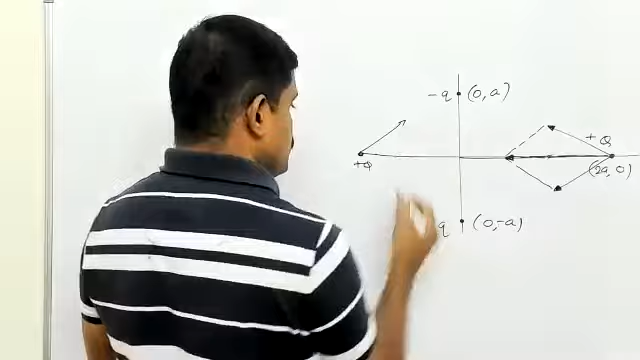 -q (0, a)
+Q
+Q
(2a, 0)
q (0,-a)